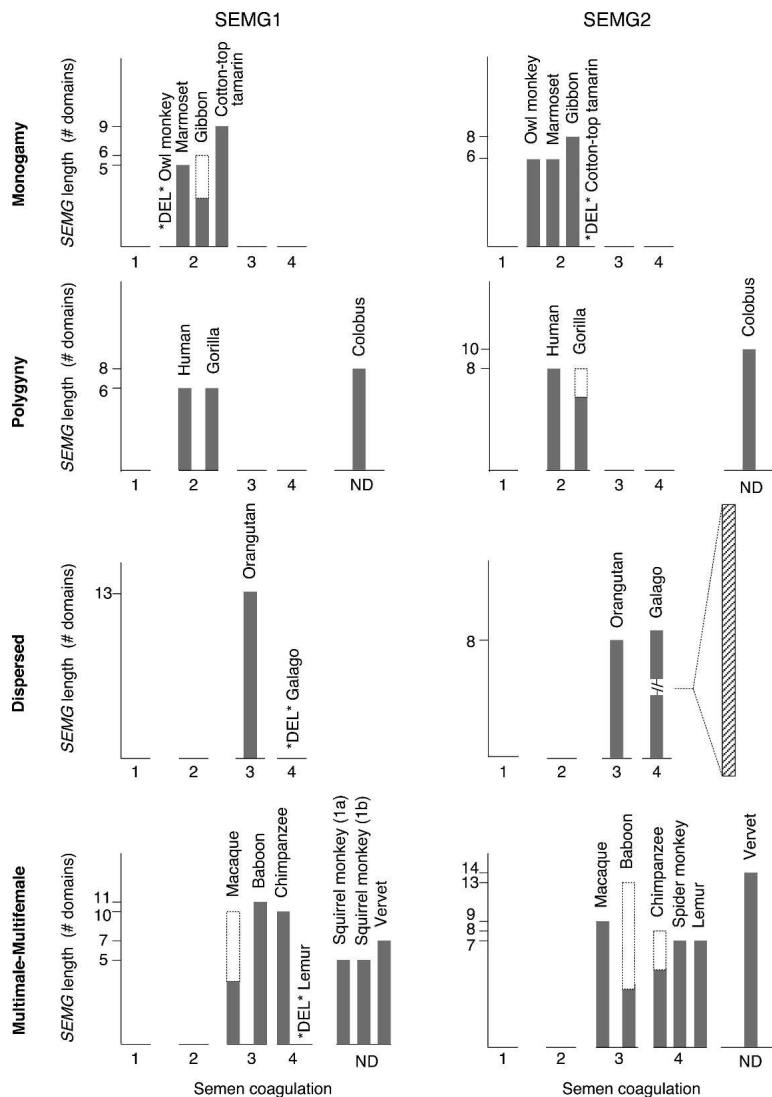 SEMG1
SEMG2
Monogamy
SEMG length (# domains)
9
6
5
*DEL* Owl monkey
Marmoset
Gibbon
Cotton-top
tamarin
1
2
3
4
8
6
Owl monkey
Marmoset
Gibbon
*DEL* Cotton-top tamarin
1
2
3
4
Polygyny
SEMG length (# domains)
8
6
Human
Gorilla
Colobus
1
2
3
4
ND
10
8
Human
Gorilla
Colobus
1
2
3
4
ND
Dispersed
SEMG length (# domains)
13
Orangutan
*DEL* Galago
1
2
3
4
8
Orangutan
Galago
-//-
1
2
3
4
Multimale-Multifemale
SEMG length (# domains)
11
10
7
5
Macaque
Baboon
Chimpanzee
*DEL* Lemur
Squirrel monkey (1a)
Squirrel monkey (1b)
Vervet
1
2
3
4
ND
Semen coagulation
14
13
9
8
7
Macaque
Baboon
Chimpanzee
Spider monkey
Lemur
Vervet
1
2
3
4
ND
Semen coagulation